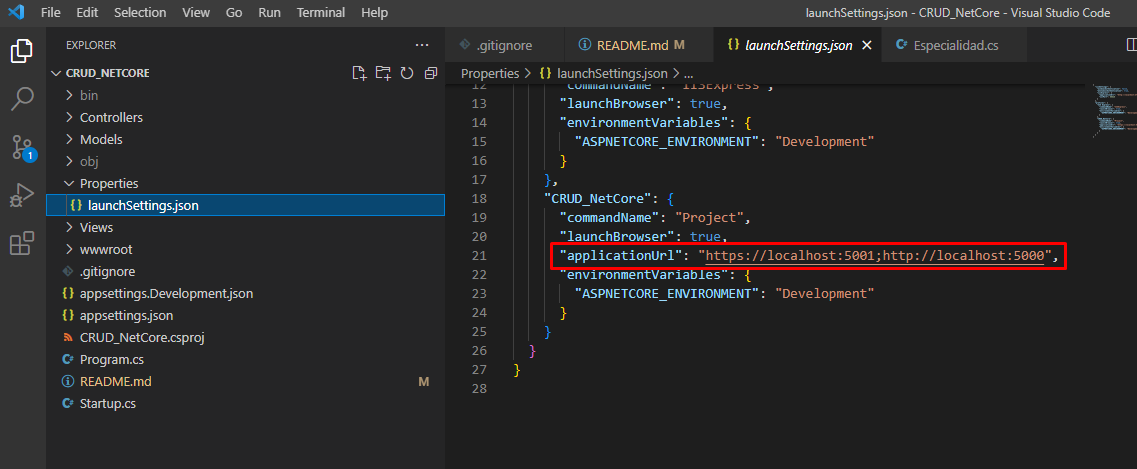 File Edit Selection View Go Run Terminal Help
launchSettings.json - CRUD_NetCore - Visual Studio Code
EXPLORER
CRUD_NETCORE
bin
Controllers
Models
obj
Properties
{} launchSettings.json
Views
wwwroot
.gitignore
{} appsettings.Development.json
{} appsettings.json
CRUD_NetCore.csproj
C# Program.cs
README.md M
C# Startup.cs
1
.gitignore
README.md M
{} launchSettings.json
C# Especialidad.cs
Properties > {} launchSettings.json > ...
12 "commandName": "IISExpress",
13 "launchBrowser": true,
14 "environmentVariables": {
15 "ASPNETCORE_ENVIRONMENT": "Development"
16 }
17 },
18 "CRUD_NetCore": {
19 "commandName": "Project",
20 "launchBrowser": true,
21 "applicationUrl": "https://localhost:5001;http://localhost:5000",
22 "environmentVariables": {
23 "ASPNETCORE_ENVIRONMENT": "Development"
24 }
25 }
26 }
27 }
28